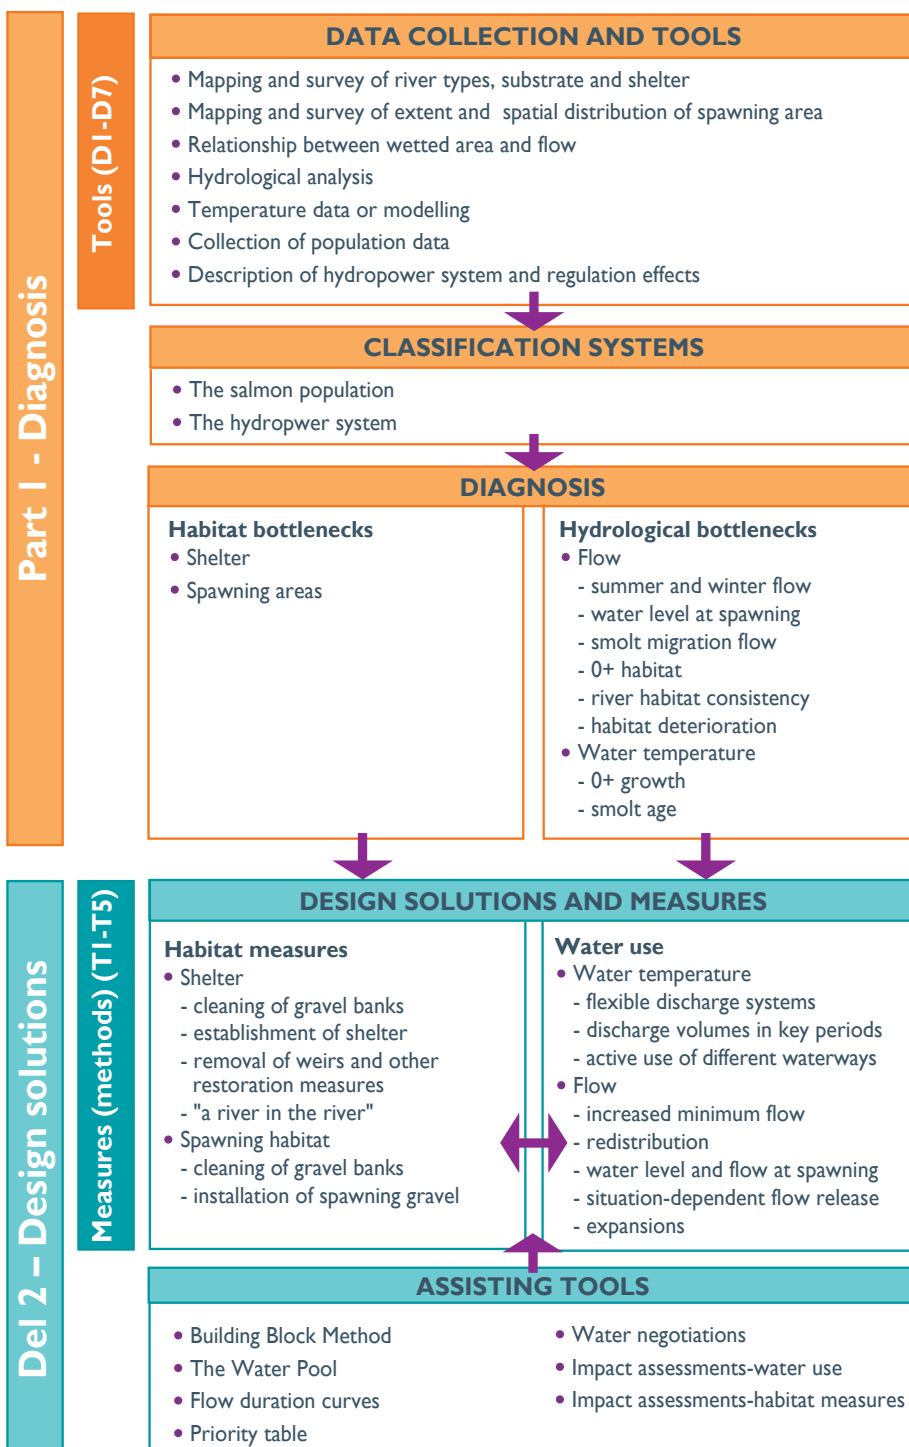 Part 1 - Diagnosis
Tools (D1-D7)
DATA COLLECTION AND TOOLS
• Mapping and survey of river types, substrate and shelter
• Mapping and survey of extent and spatial distribution of spawning area
• Relationship between wetted area and flow
• Hydrological analysis
• Temperature data or modelling
• Collection of population data
• Description of hydropower system and regulation effects
CLASSIFICATION SYSTEMS
• The salmon population
• The hydropwer system
DIAGNOSIS
Habitat bottlenecks
• Shelter
• Spawning areas
Hydrological bottlenecks
• Flow
- summer and winter flow
- water level at spawning
- smolt migration flow
- 0+ habitat
- river habitat consistency
- habitat deterioration
• Water temperature
- 0+ growth
- smolt age
Del 2 – Design solutions
Measures (methods) (T1-T5)
DESIGN SOLUTIONS AND MEASURES
Habitat measures
• Shelter
- cleaning of gravel banks
- establishment of shelter
- removal of weirs and other
restoration measures
- "a river in the river"
• Spawning habitat
- cleaning of gravel banks
- installation of spawning gravel
Water use
• Water temperature
- flexible discharge systems
- discharge volumes in key periods
- active use of different waterways
• Flow
- increased minimum flow
- redistribution
- water level and flow at spawning
- situation-dependent flow release
- expansions
ASSISTING TOOLS
• Building Block Method
• The Water Pool
• Flow duration curves
• Priority table
• Water negotiations
• Impact assessments-water use
• Impact assessments-habitat measures